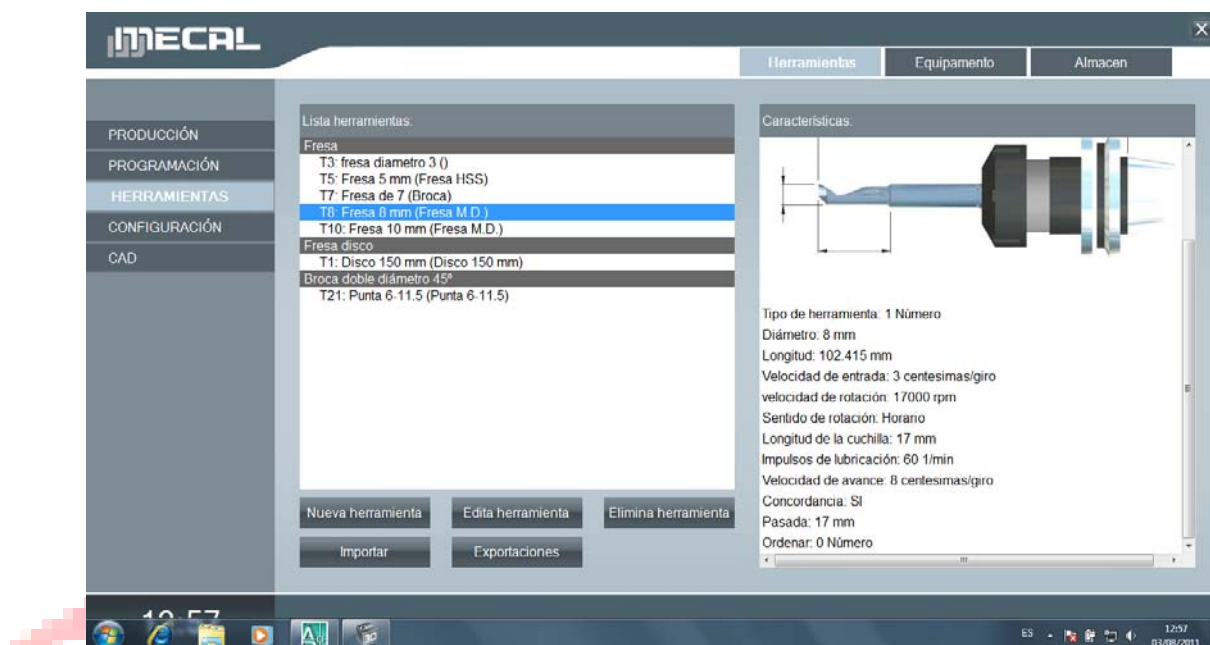 MECAL
X
Herramientas Equipamento Almacen
PRODUCCIÓN
PROGRAMACIÓN
HERRAMIENTAS
CONFIGURACIÓN
CAD
Lista herramientas:
Fresa
T3: fresa diametro 3 ()
T5: Fresa 5 mm (Fresa HSS)
T7: Fresa de 7 (Broca)
T8: Fresa 8 mm (Fresa M.D.)
T10: Fresa 10 mm (Fresa M.D.)
Fresa disco
T1: Disco 150 mm (Disco 150 mm)
Broca doble diámetro 45º
T21: Punta 6-11.5 (Punta 6-11.5)
Nueva herramienta Edita herramienta Elimina herramienta
Importar Exportaciones
Características:
Tipo de herramienta: 1 Número
Diámetro: 8 mm
Longitud: 102.415 mm
Velocidad de entrada: 3 centesimas/giro
velocidad de rotación: 17000 rpm
Sentido de rotación: Horario
Longitud de la cuchilla: 17 mm
Impulsos de lubricación: 60 1/min
Velocidad de avance: 8 centesimas/giro
Concordancia: SI
Pasada: 17 mm
Ordenar: 0 Número
12:57
ES
12:57
03/08/2011